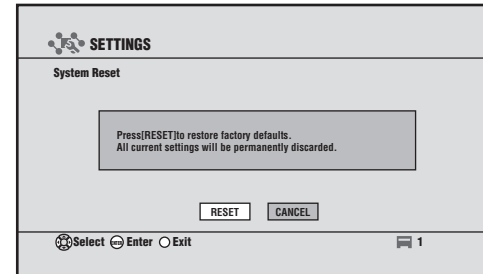 SETTINGS
System Reset
Press[RESET]to restore factory defaults.
All current settings will be permanently discarded.
RESET CANCEL
Select ENTER Enter Exit 1